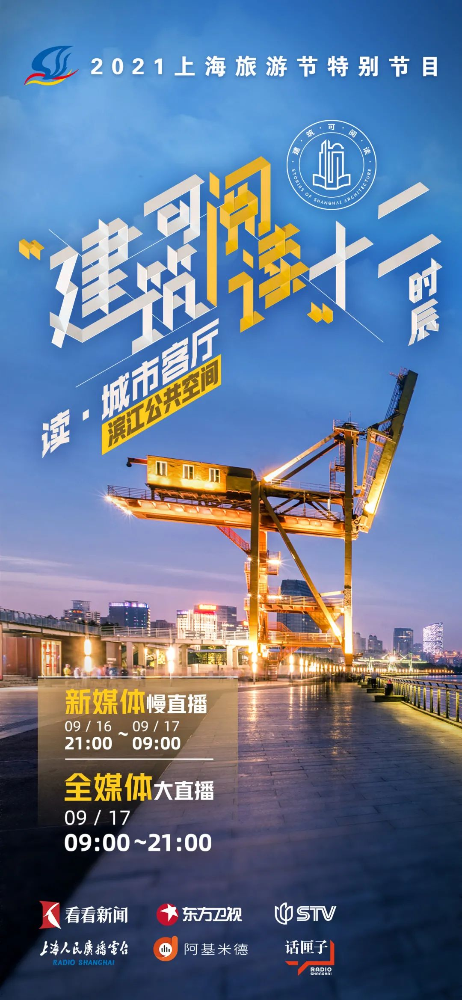 2021上海旅游节特别节目
建·筑·可·阅·读
STORIES OF SHANGHAI ARCHITECTURE
“建筑可阅读”十二时辰
读·城市客厅
滨江公共空间
新媒体慢直播
09 / 16 ~ 09 / 17
21:00 09:00
全媒体大直播
09 / 17
09:00~21:00
看看新闻 东方卫视 STV
上海人民廣播電台 阿基米德 话匣子
RADIO SHANGHAI RADIO SHANGHAI